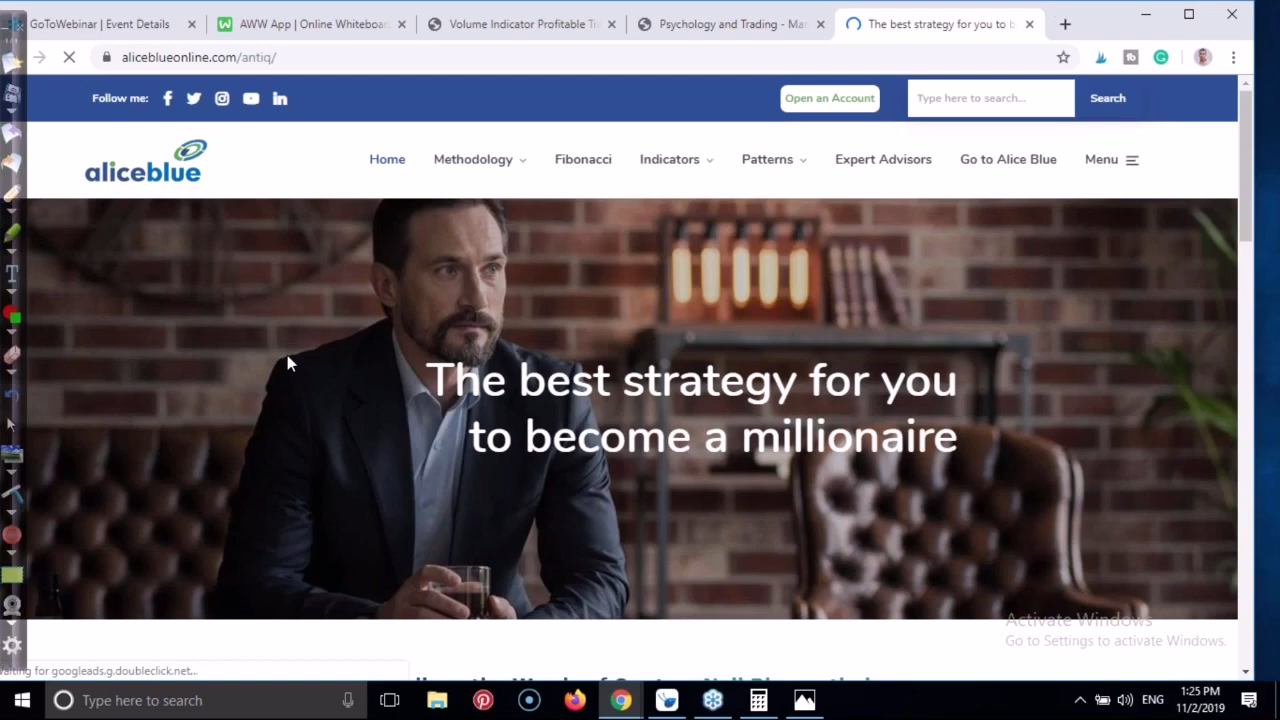 GoToWebinar | Event Details
AWW App | Online Whiteboar
Volume Indicator Profitable Tr
Psychology and Trading - Mar
The best strategy for you to b
aliceblueonline.com/antiq/
Follow me:
Open an Account
Type here to search...
Search
aliceblue
Home
Methodology
Fibonacci
Indicators
Patterns
Expert Advisors
Go to Alice Blue
Menu
The best strategy for you
to become a millionaire
Activate Windows
Go to Settings to activate Windows.
waiting for googleads.g.doubleclick.net...
Type here to search
ENG
1:25 PM
11/2/2019